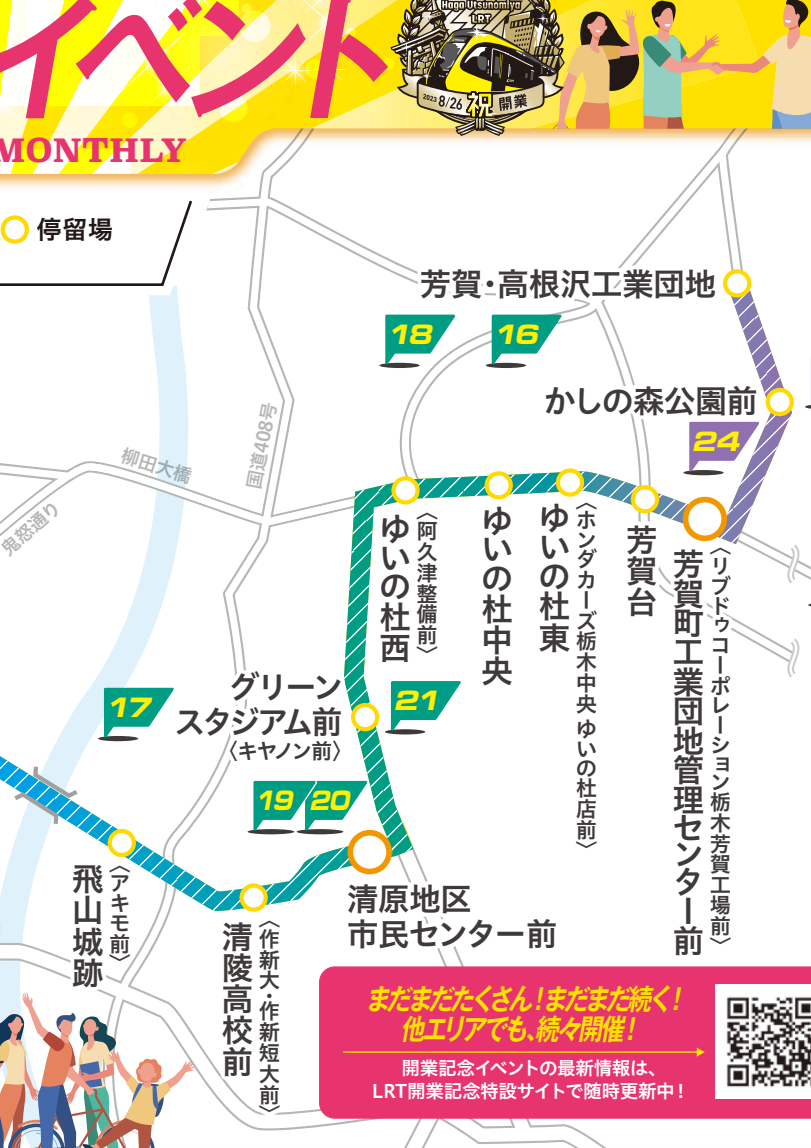 イベント
Haga Utsunomiya
LRT
2023 8/26 祝 開業
MONTHLY
停留場
芳賀・高根沢工業団地
18
16
かしの森公園前
24
国道408号
柳田大橋
鬼怒通り
ゆいの杜西
〈阿久津整備前〉
ゆいの杜中央
ゆいの杜東
〈ホンダカーズ栃木中央 ゆいの杜店前〉
芳賀台
芳賀町工業団地管理センター前
〈リブドゥコーポレーション栃木芳賀工場前〉
グリーン
スタジアム前
〈キヤノン前〉
17
21
19
20
飛山城跡
〈アキモ前〉
清陵高校前
〈作新大・作新短大前〉
清原地区
市民センター前
まだまだたくさん!まだまだ続く!
他エリアでも、続々開催!
開業記念イベントの最新情報は、
LRT開業記念特設サイトで随時更新中!